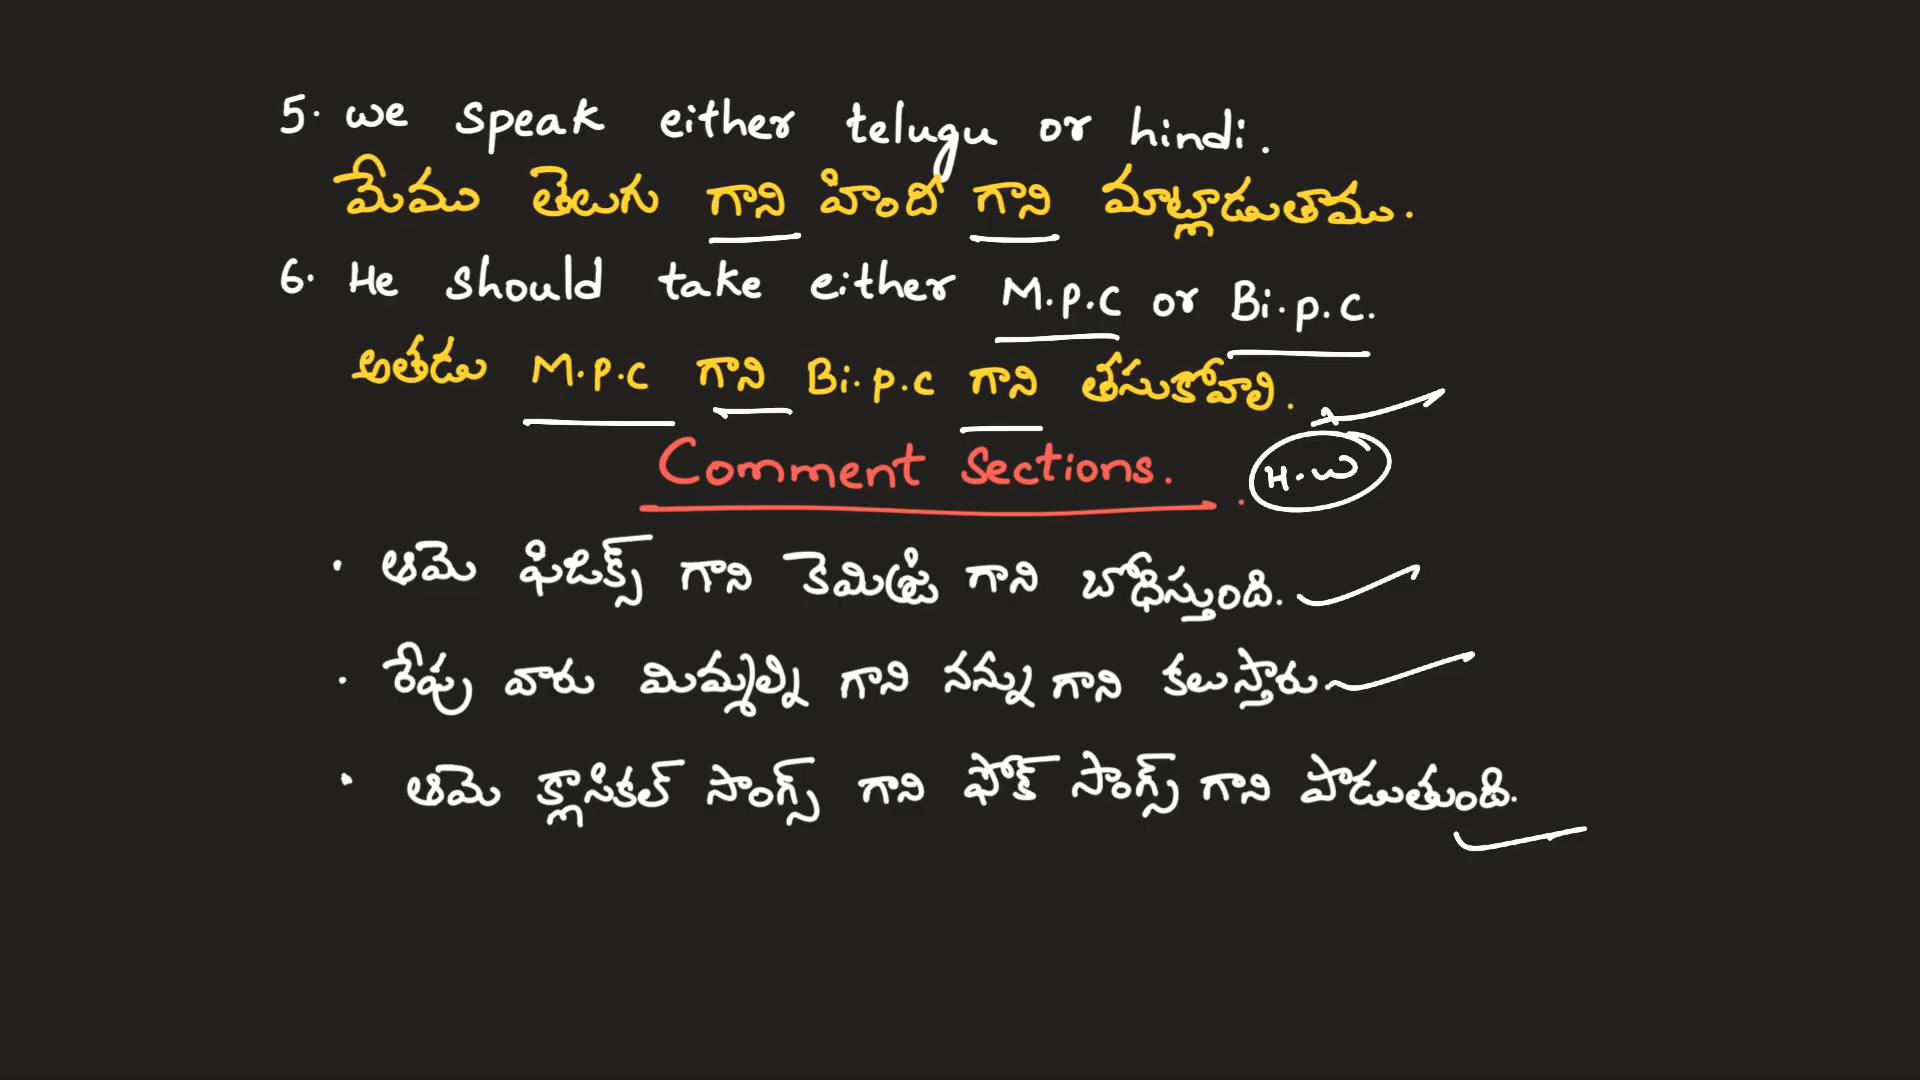 5. we speak either telugu or hindi.
మేము తెలుగు గాని హిందీ గాని మాట్లాడుతాము.
6. He should take either M.p.c or Bi.p.c.
అతడు M.p.c గాని Bi.p.c గాని తీసుకోవాలి.
Comment Sections. H.W
. ఆమె ఫిజిక్స్ గాని కెమిస్ట్రి గాని బోధిస్తుంది.
. రేపు వారు మిమ్మల్ని గాని నన్ను గాని కలుస్తారు.
. ఆమె క్లాసికల్ సాంగ్స్ గాని ఫోక్ సాంగ్స్ గాని పాడుతుంది.